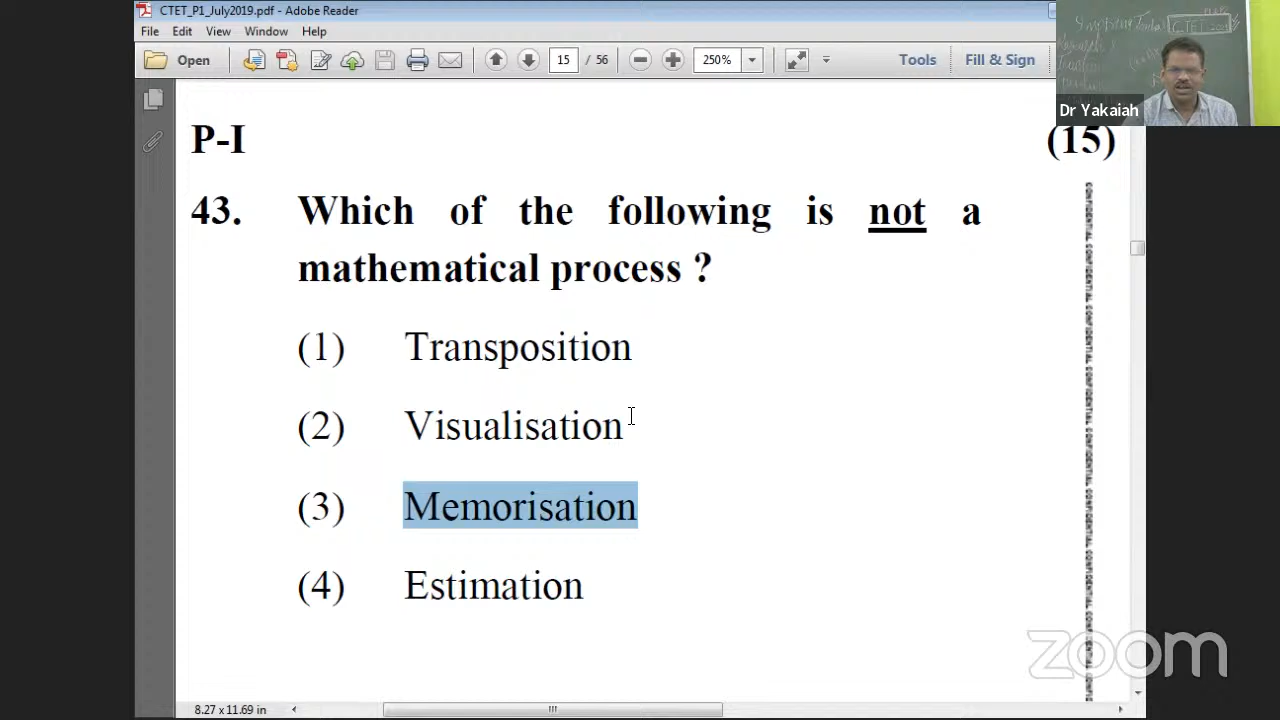 CTET_P1_July2019.pdf - Adobe Reader
File Edit View Window Help
Open 15 / 56 250% Tools Fill & Sign
Dr Yakaiah
P-I (15)
43. Which of the following is not a
mathematical process ?
(1) Transposition
(2) Visualisation
(3) Memorisation
(4) Estimation
zoom
8.27 x 11.69 in